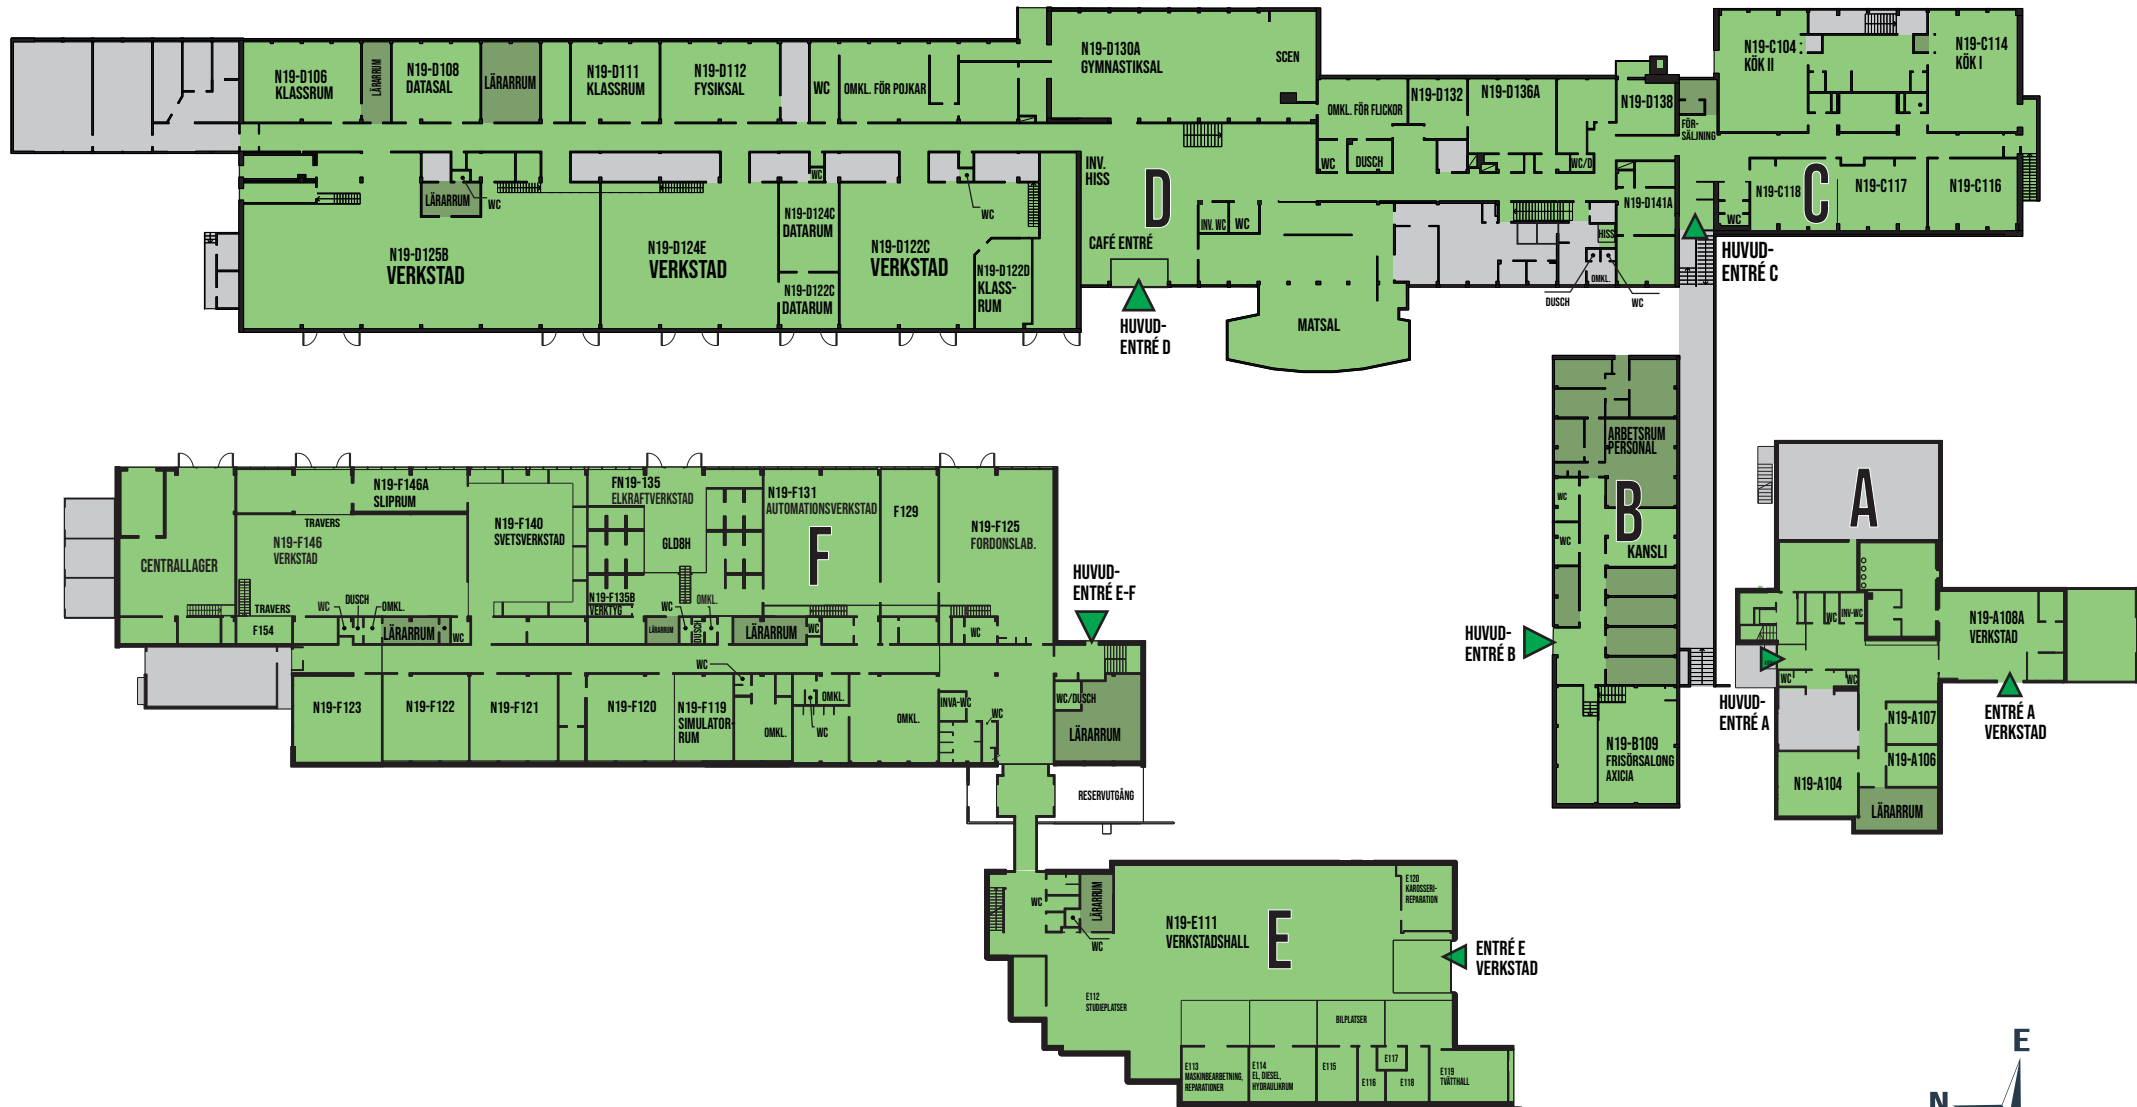 N19-D106
KLASSRUM
LÄRARRUM
N19-D108
DATASAL
LÄRARRUM
N19-D111
KLASSRUM
N19-D112
FYSIKSAL
WC
OMKL. FÖR POJKAR
N19-D130A
GYMNASTIKSAL
SCEN
OMKL. FÖR FLICKOR
WC
DUSCH
N19-D132
N19-D136A
WC/D
N19-D138
FÖR-
SÄLJNING
N19-C104
KÖK II
N19-C114
KÖK I
N19-C118
WC
C
N19-C117
N19-C116
LÄRARRUM
WC
WC
WC
INV.
HISS
D
CAFÉ ENTRÉ
INV. WC
WC
N19-D141A
HISS
OMKL.
DUSCH
WC
HUVUD-
ENTRÉ C
N19-D125B
VERKSTAD
N19-D124E
VERKSTAD
N19-D124C
DATARUM
N19-D122C
DATARUM
N19-D122C
VERKSTAD
N19-D122D
KLASS-
RUM
HUVUD-
ENTRÉ D
MATSAL
ARBETSRUM
PERSONAL
WC
WC
B
KANSLI
HUVUD-
ENTRÉ B
N19-B109
FRISÖRSALONG
AXICIA
A
WC
INV-WC
N19-A108A
VERKSTAD
WC
WC
HUVUD-
ENTRÉ A
N19-A107
N19-A106
N19-A104
LÄRARRUM
ENTRÉ A
VERKSTAD
CENTRALLAGER
N19-F146A
SLIPRUM
TRAVERS
N19-F146
VERKSTAD
TRAVERS
F154
WC
DUSCH
OMKL.
LÄRARRUM
WC
N19-F140
SVETSVERKSTAD
FN19-135
ELKRAFTVERKSTAD
GLD8H
N19-F135B
VERKTYG
LÄRARRUM
WC
DUSCH
OMKL.
LÄRARRUM
WC
N19-F131
AUTOMATIONSVERKSTAD
F
F129
N19-F125
FORDONSLAB.
WC
HUVUD-
ENTRÉ E-F
N19-F123
N19-F122
N19-F121
N19-F120
N19-F119
SIMULATOR-
RUM
WC
OMKL.
OMKL.
WC
OMKL.
INVA-WC
WC
WC/DUSCH
LÄRARRUM
RESERVUTGÅNG
WC
WC
LÄRARRUM
N19-E111
VERKSTADSHALL
E
E120
KAROSSERI-
REPARATION
ENTRÉ E
VERKSTAD
E112
STUDIEPLATSER
BILPLATSER
E113
MASKINBEARBETNING,
REPARATIONER
E114
EL, DIESEL,
HYDRAULIKRUM
E115
E116
E117
E118
E119
TVÄTTHALL
E
N